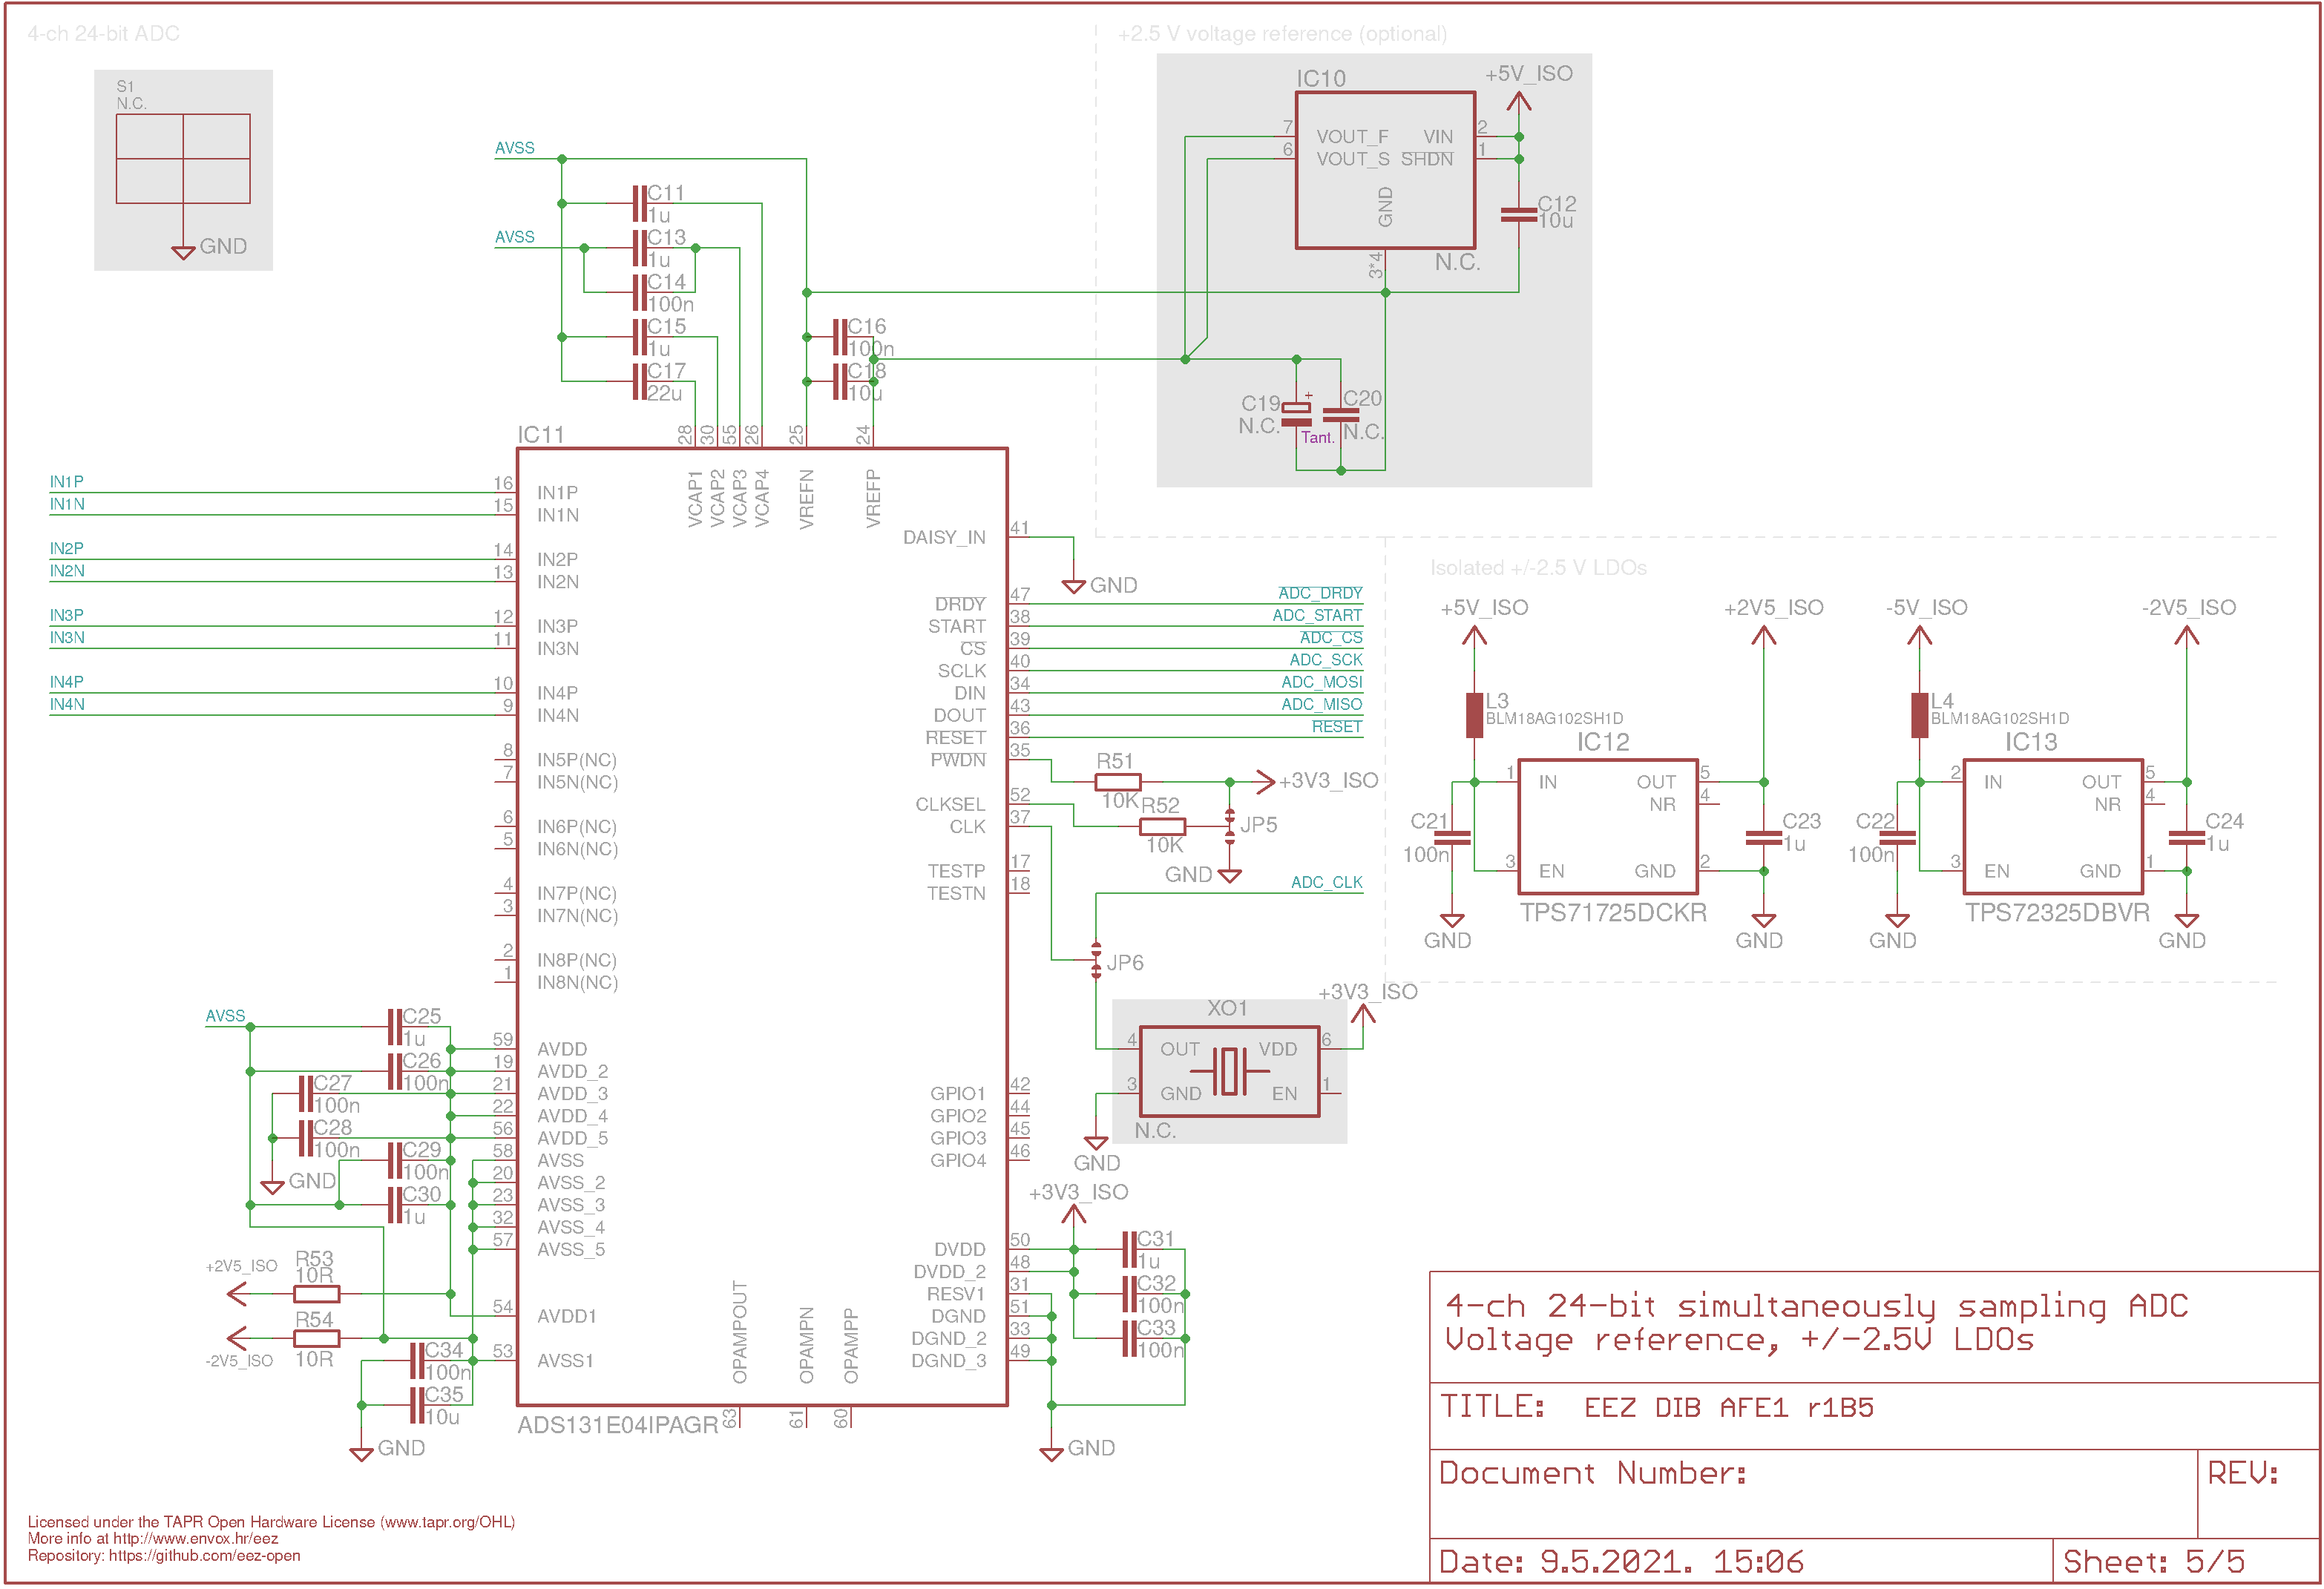 4-ch 24-bit ADC
+2.5 V voltage reference (optional)
S1
N.C.
GND
AVSS
C11
1u
AVSS
C13
1u
C14
100n
C15
1u
C17
22u
C16
100n
C18
10u
IC10
+5V_ISO
7
VOUT_F
VIN
2
6
VOUT_S
SHDN
1
GND
3*4
N.C.
C12
10u
C19
N.C.
Tant.
C20
N.C.
IC11
28
30
55
26
25
24
VCAP1
VCAP2
VCAP3
VCAP4
VREFN
VREFP
IN1P
16
IN1P
IN1N
15
IN1N
IN2P
14
IN2P
IN2N
13
IN2N
IN3P
12
IN3P
IN3N
11
IN3N
IN4P
10
IN4P
IN4N
9
IN4N
8
IN5P(NC)
7
IN5N(NC)
6
IN6P(NC)
5
IN6N(NC)
4
IN7P(NC)
3
IN7N(NC)
2
IN8P(NC)
1
IN8N(NC)
DAISY_IN
41
GND
DRDY
47
ADC_DRDY
START
38
ADC_START
CS
39
ADC_CS
SCLK
40
ADC_SCK
DIN
34
ADC_MOSI
DOUT
43
ADC_MISO
RESET
36
RESET
PWDN
35
R51
10K
+3V3_ISO
CLKSEL
52
R52
10K
JP5
CLK
37
GND
TESTP
17
TESTN
18
ADC_CLK
JP6
XO1
+3V3_ISO
4
OUT
VDD
6
3
GND
EN
1
N.C.
GND
GPIO1
42
GPIO2
44
GPIO3
45
GPIO4
46
AVSS
C25
1u
C26
100n
C27
100n
C28
100n
C29
100n
C30
1u
GND
59
AVDD
19
AVDD_2
21
AVDD_3
22
AVDD_4
56
AVDD_5
58
AVSS
20
AVSS_2
23
AVSS_3
32
AVSS_4
57
AVSS_5
+2V5_ISO
R53
10R
54
AVDD1
-2V5_ISO
R54
10R
53
AVSS1
C34
100n
C35
10u
GND
OPAMPOUT
OPAMPN
OPAMPP
63
61
60
ADS131E04IPAGR
+3V3_ISO
DVDD
50
DVDD_2
48
RESV1
31
DGND
51
DGND_2
33
DGND_3
49
C31
1u
C32
100n
C33
100n
GND
Isolated +/-2.5 V LDOs
+5V_ISO
+2V5_ISO
L3
BLM18AG102SH1D
IC12
1
IN
OUT
5
NR
4
3
EN
GND
2
TPS71725DCKR
C21
100n
C23
1u
GND
GND
-5V_ISO
-2V5_ISO
L4
BLM18AG102SH1D
IC13
2
IN
OUT
5
NR
4
3
EN
GND
1
TPS72325DBVR
C22
100n
C24
1u
GND
GND
4-ch 24-bit simultaneously sampling ADC
Voltage reference, +/-2.5V LDOs
TITLE: EEZ DIB AFE1 r1B5
Document Number:
REV:
Date: 9.5.2021. 15:06
Sheet: 5/5
Licensed under the TAPR Open Hardware License (www.tapr.org/OHL)
More info at http://www.envox.hr/eez
Repository: https://github.com/eez-open